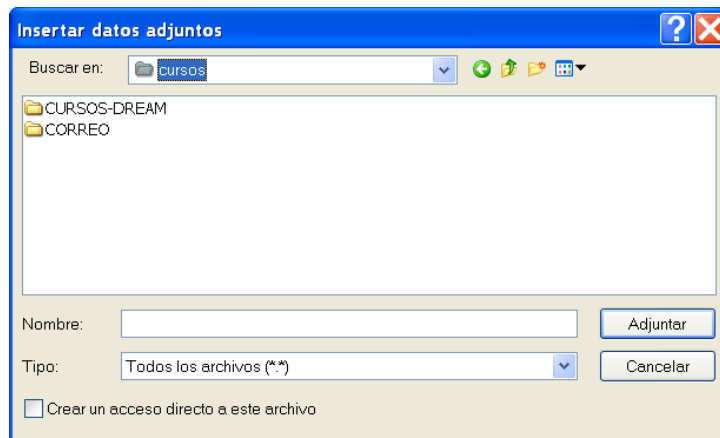 Insertar datos adjuntos
Buscar en: cursos
CURSOS-DREAM
CORREO
Nombre: Adjuntar
Tipo: Todos los archivos (*.*) Cancelar
Crear un acceso directo a este archivo